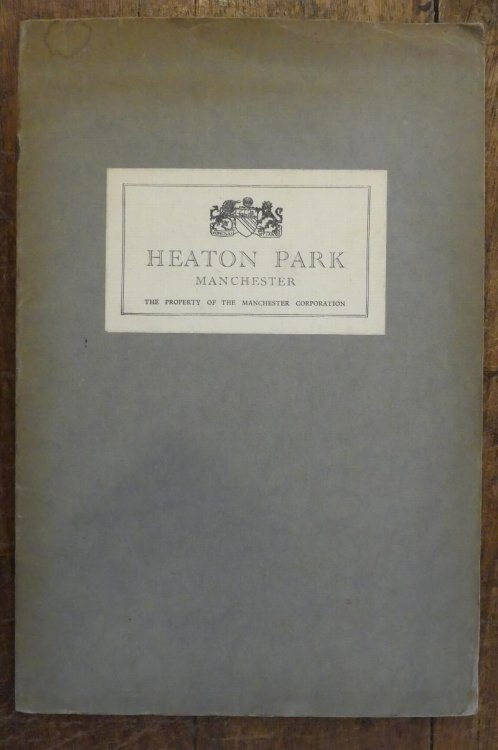 HEATON PARK
MANCHESTER
THE PROPERTY OF THE MANCHESTER CORPORATION